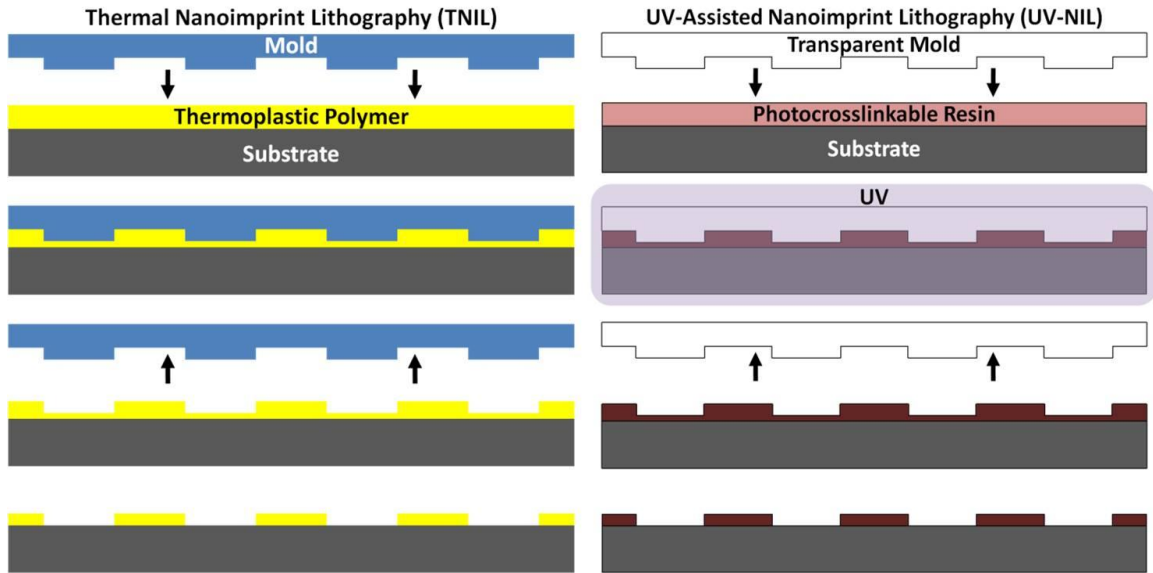 Thermal Nanoimprint Lithography (TNIL)
Mold
Thermoplastic Polymer
Substrate
UV-Assisted Nanoimprint Lithography (UV-NIL)
Transparent Mold
Photocrosslinkable Resin
Substrate
UV